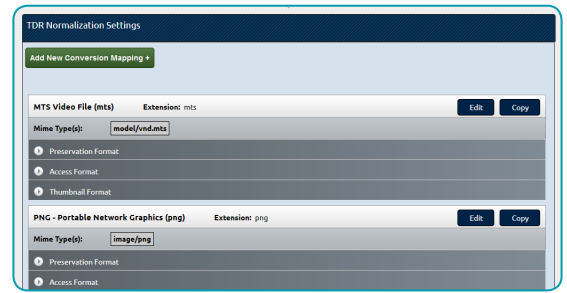 TDR Normalization Settings
Add New Conversion Mapping +
MTS Video File (mts) Extension: mts Edit Copy
Mime Type(s): model/vnd.mts
Preservation Format
Access Format
Thumbnail Format
PNG - Portable Network Graphics (png) Extension: png Edit Copy
Mime Type(s): image/png
Preservation Format
Access Format